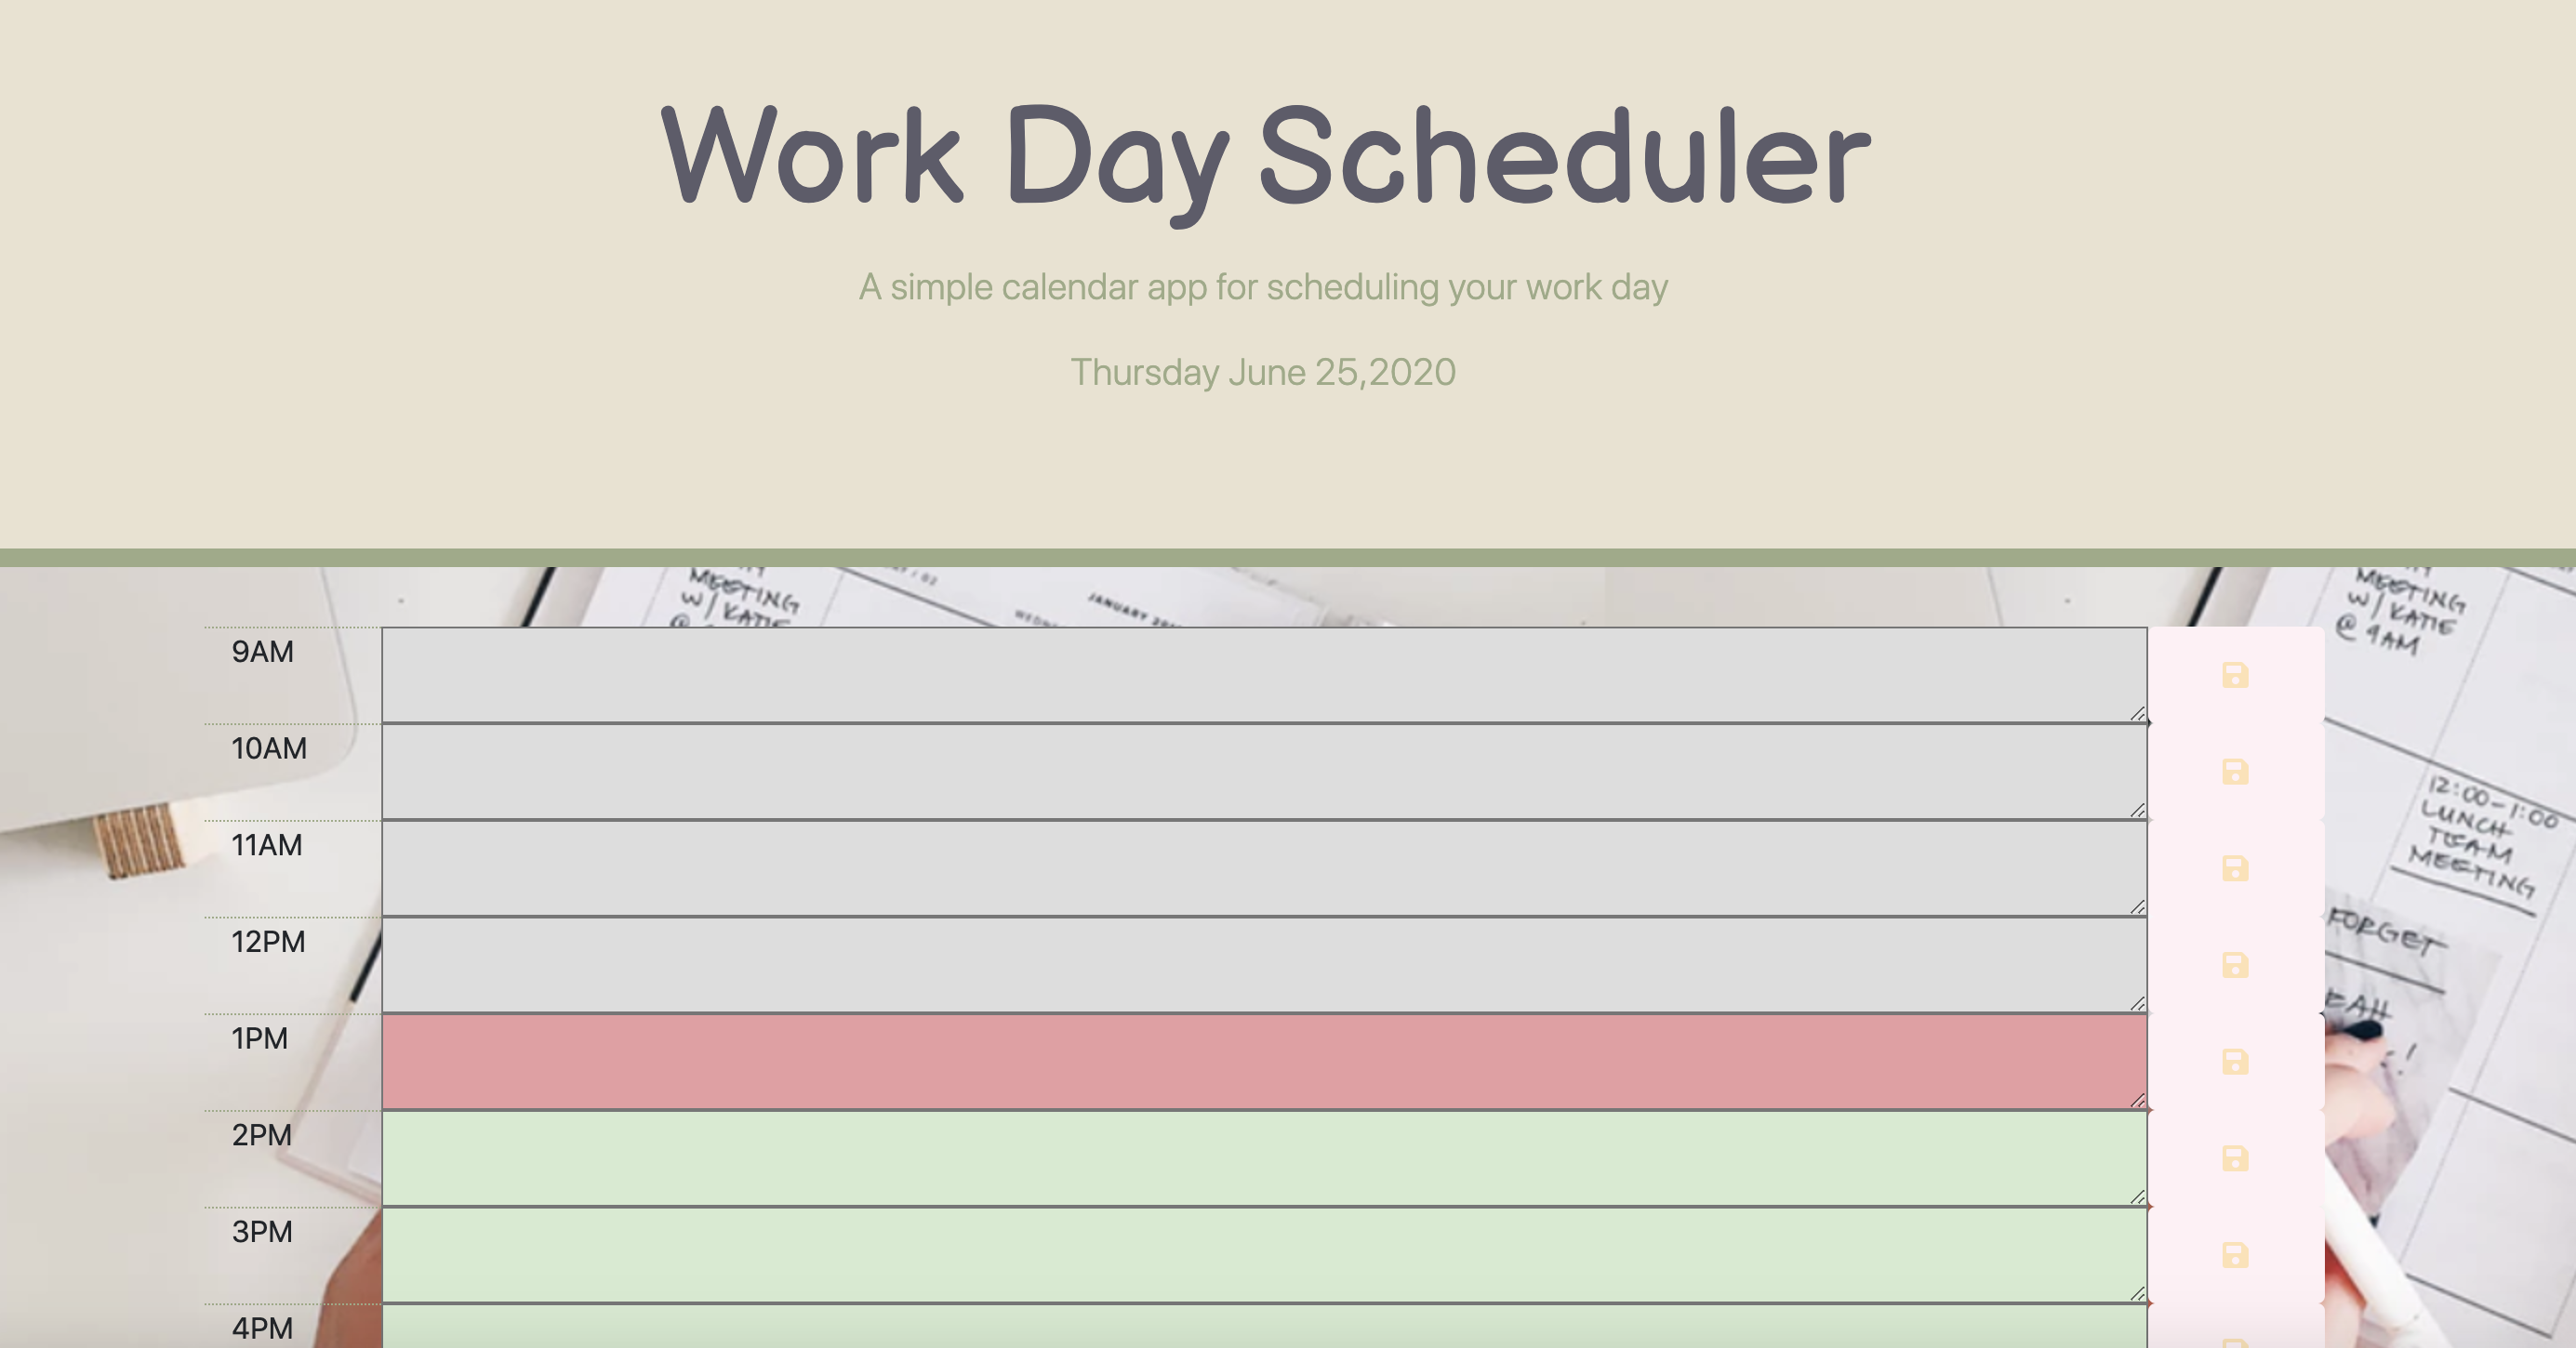 Work Day Scheduler
A simple calendar app for scheduling your work day
Thursday June 25,2020
MEETING
W/ KATIE
@
JANUARY
MEETING
W/ KATIE
@ 9AM
9AM
10AM
12:00-1:00
LUNCH
TEAM
MEETING
11AM
FORGET
12PM
1PM
2PM
3PM
4PM